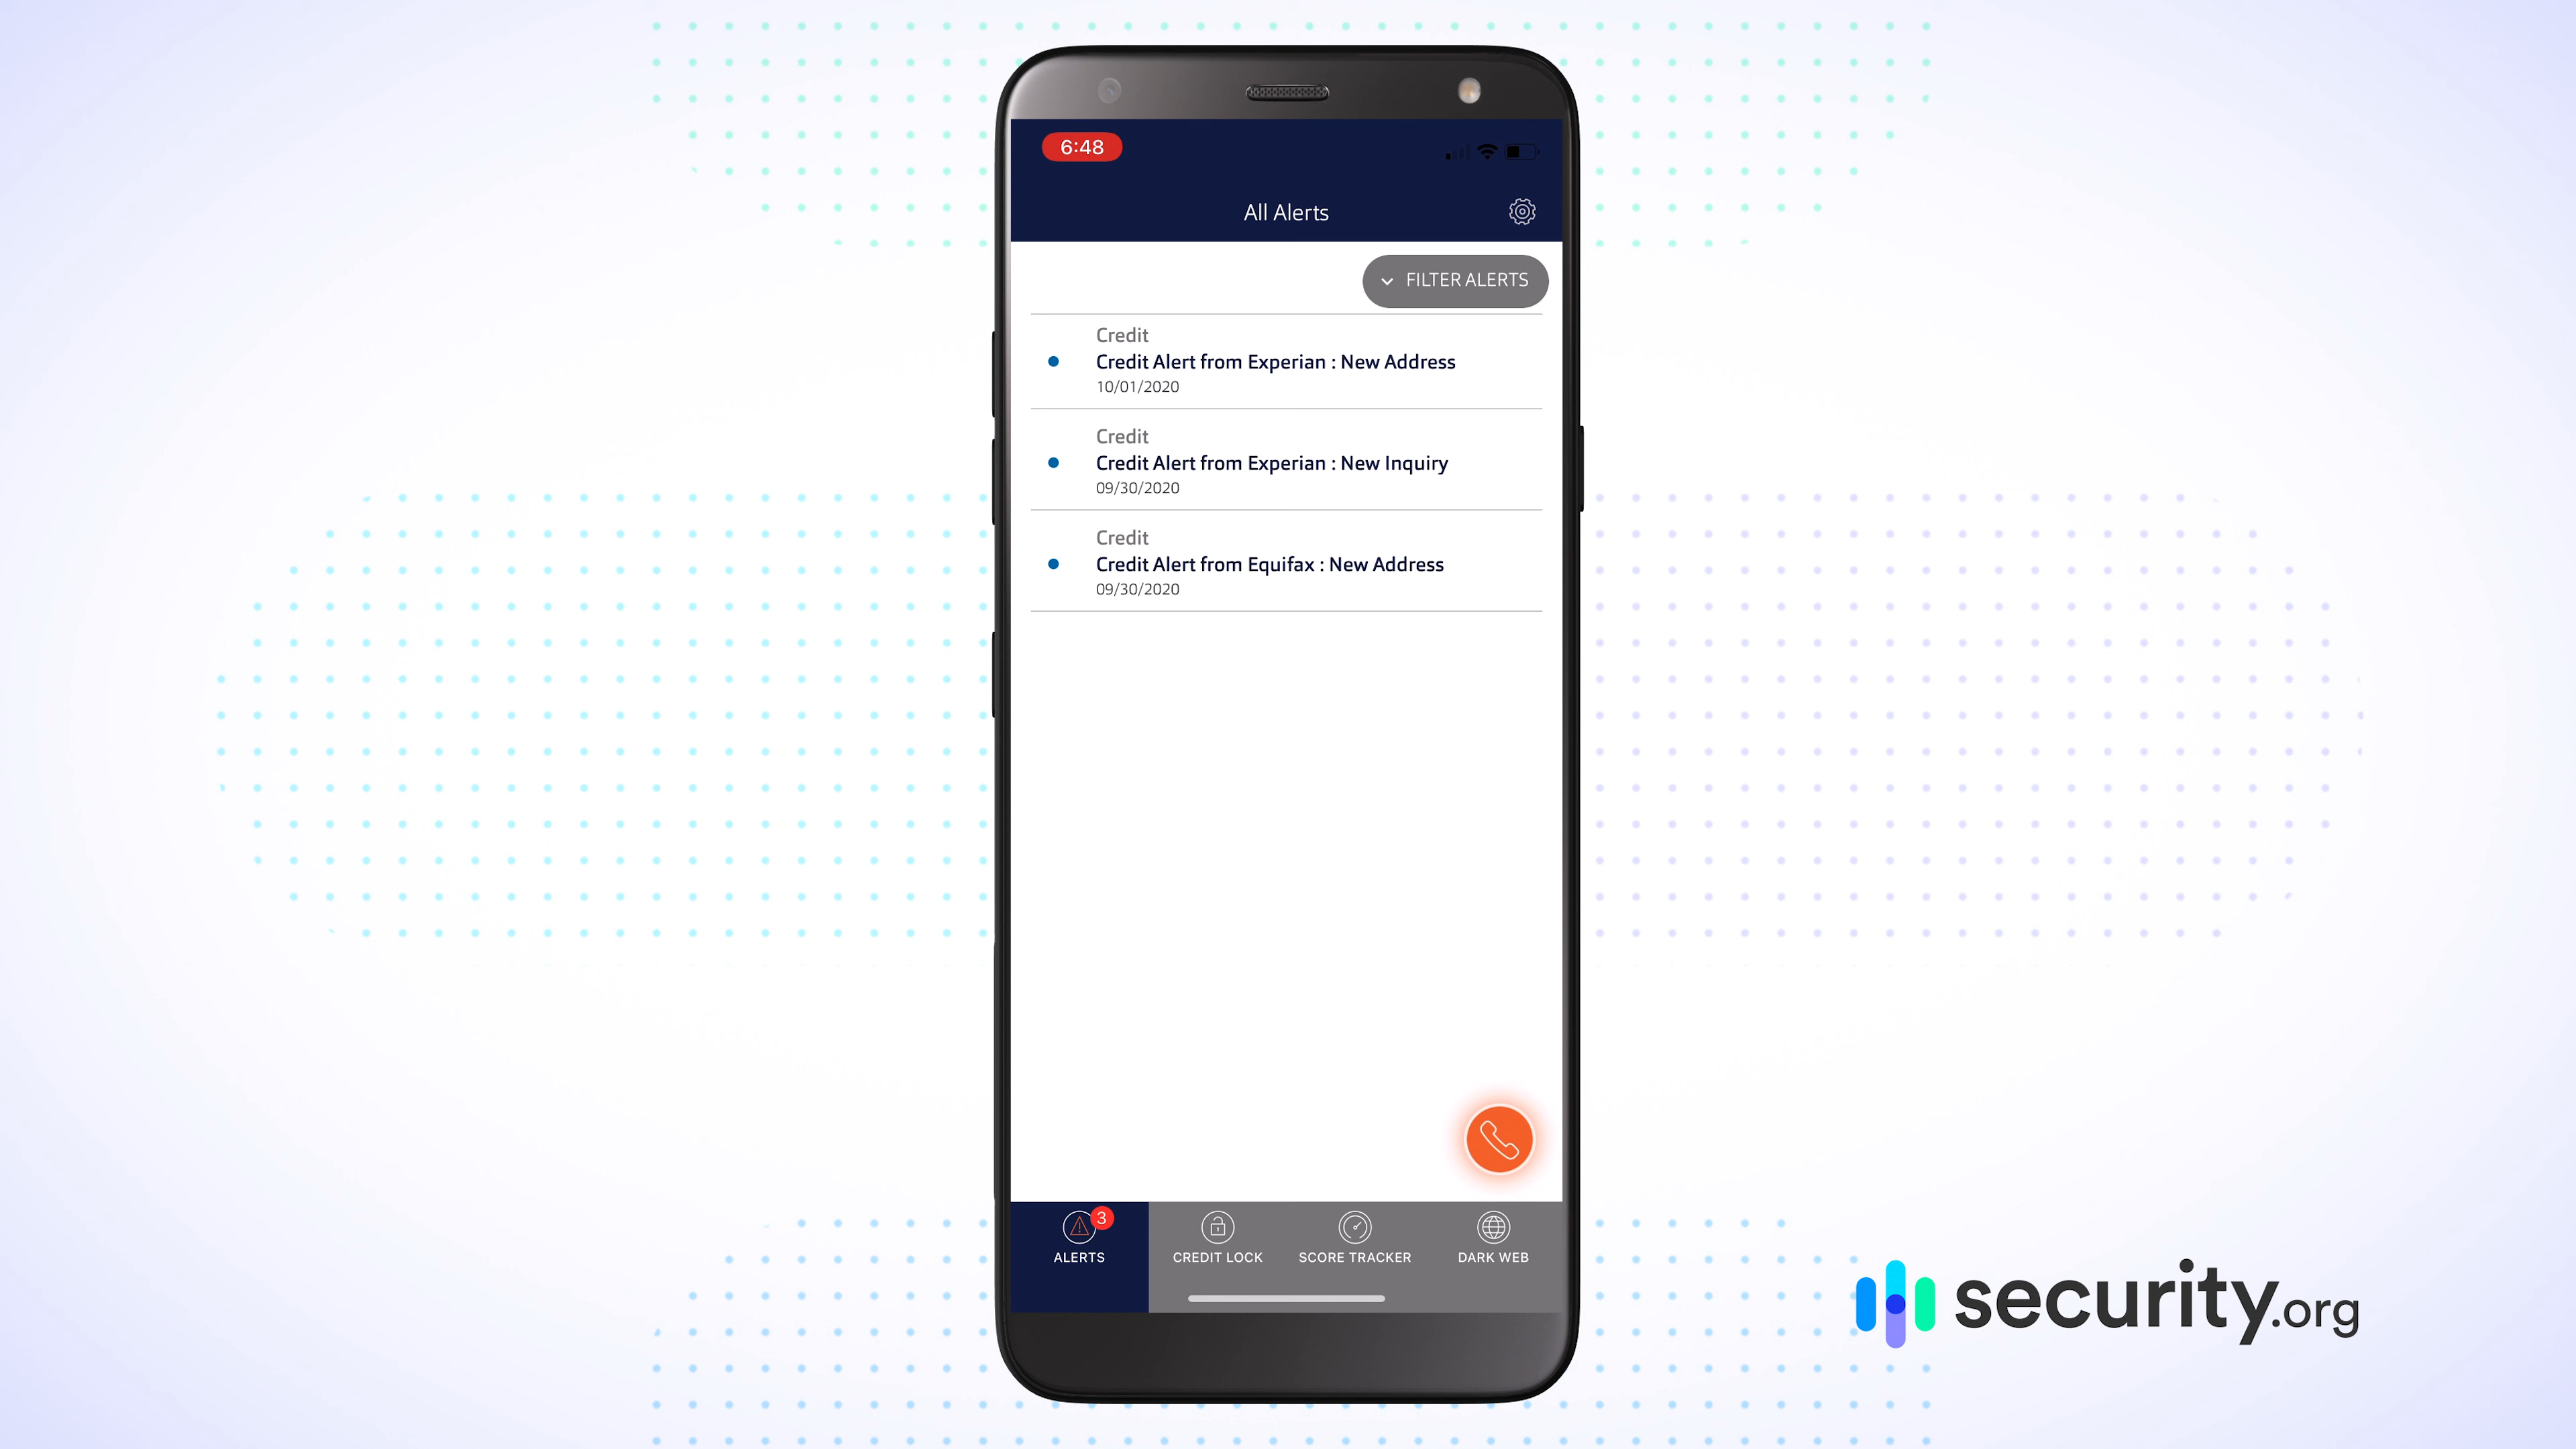 6:48
All Alerts
FILTER ALERTS
Credit
Credit Alert from Experian : New Address
10/01/2020
Credit
Credit Alert from Experian : New Inquiry
09/30/2020
Credit
Credit Alert from Equifax : New Address
09/30/2020
3
ALERTS
CREDIT LOCK
SCORE TRACKER
DARK WEB
security.org